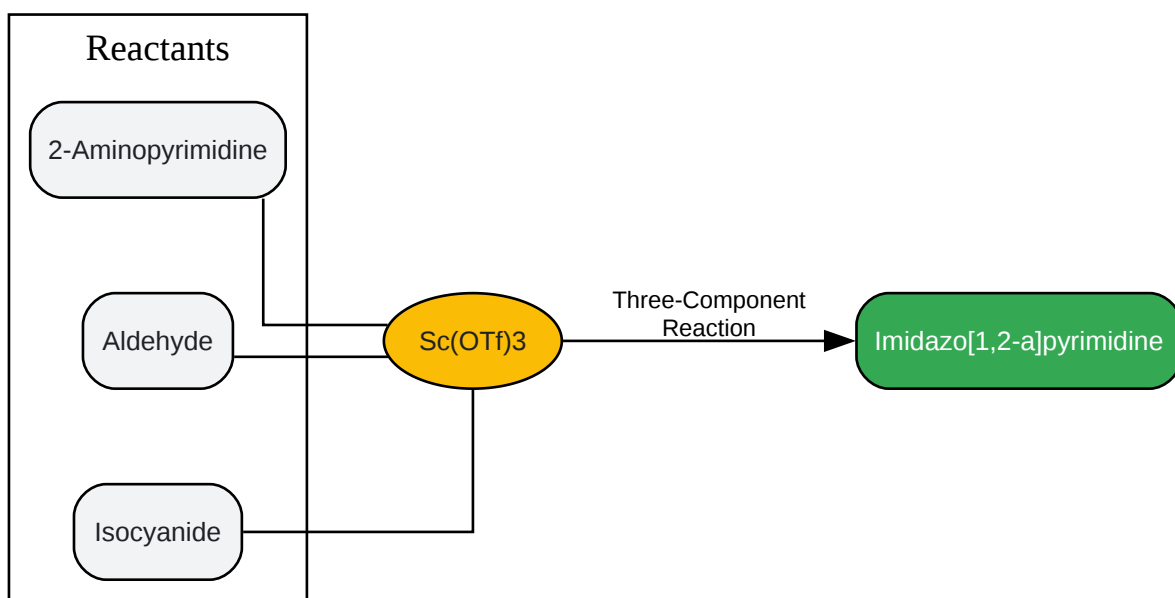 Reactants
2-Aminopyrimidine
Aldehyde
Isocyanide
Sc(OTf)3
Three-Component
Reaction
Imidazo[1,2-a]pyrimidine